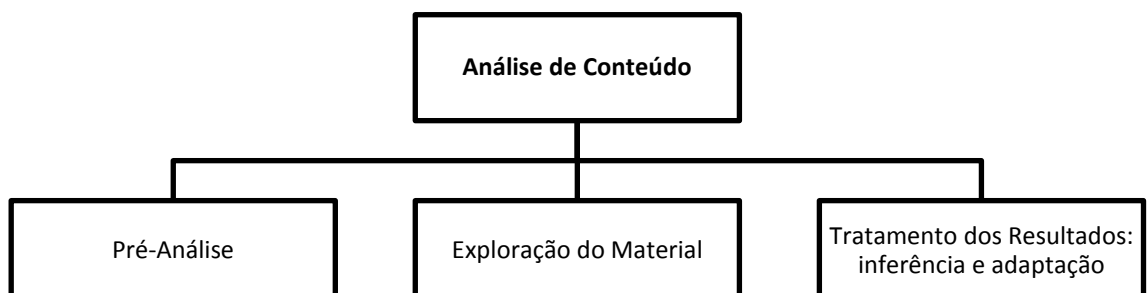 Análise de Conteúdo
Pré-Análise
Exploração do Material
Tratamento dos Resultados:
inferência e adaptação